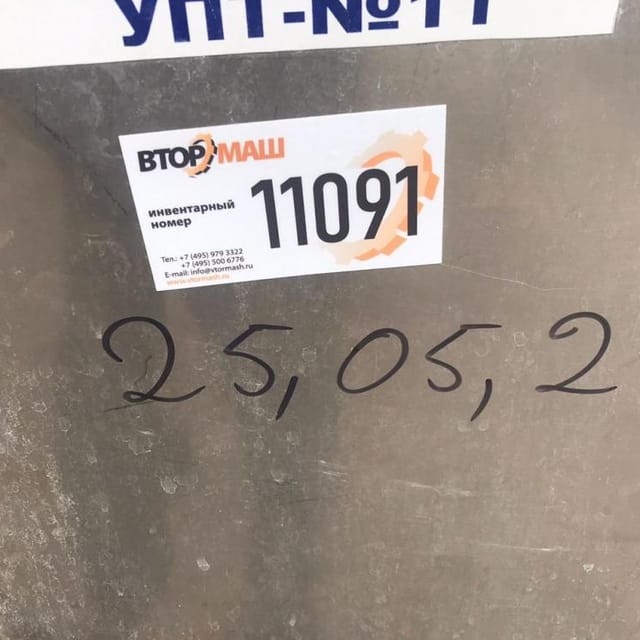 УПТ-№11
ВТОРМАШ
инвентарный
номер
11091
Тел.: +7 (495) 979 3322
+7 (495) 500 6776
E-mail: info@vtormash.ru
www.vtormash.ru
25,05,2